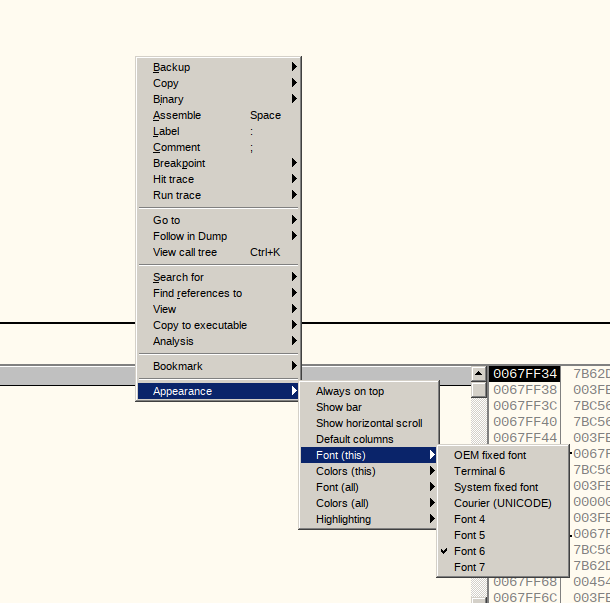 Backup
Copy
Binary
Assemble Space
Label :
Comment ;
Breakpoint
Hit trace
Run trace
Go to
Follow in Dump
View call tree Ctrl+K
Search for
Find references to
View
Copy to executable
Analysis
Bookmark
Appearance
Always on top
Show bar
Show horizontal scroll
Default columns
Font (this)
Colors (this)
Font (all)
Colors (all)
Highlighting
OEM fixed font
Terminal 6
System fixed font
Courier (UNICODE)
Font 4
Font 5
Font 6
Font 7
0067FF34 7B62D
0067FF38 003FE
0067FF3C 7BC56
0067FF40 7BC56
0067FF44 003FE
0067F
7BC56
003FE
00000
003FE
0067F
7BC56
7B62D
0067FF68 00454
0067FF6C 003FE